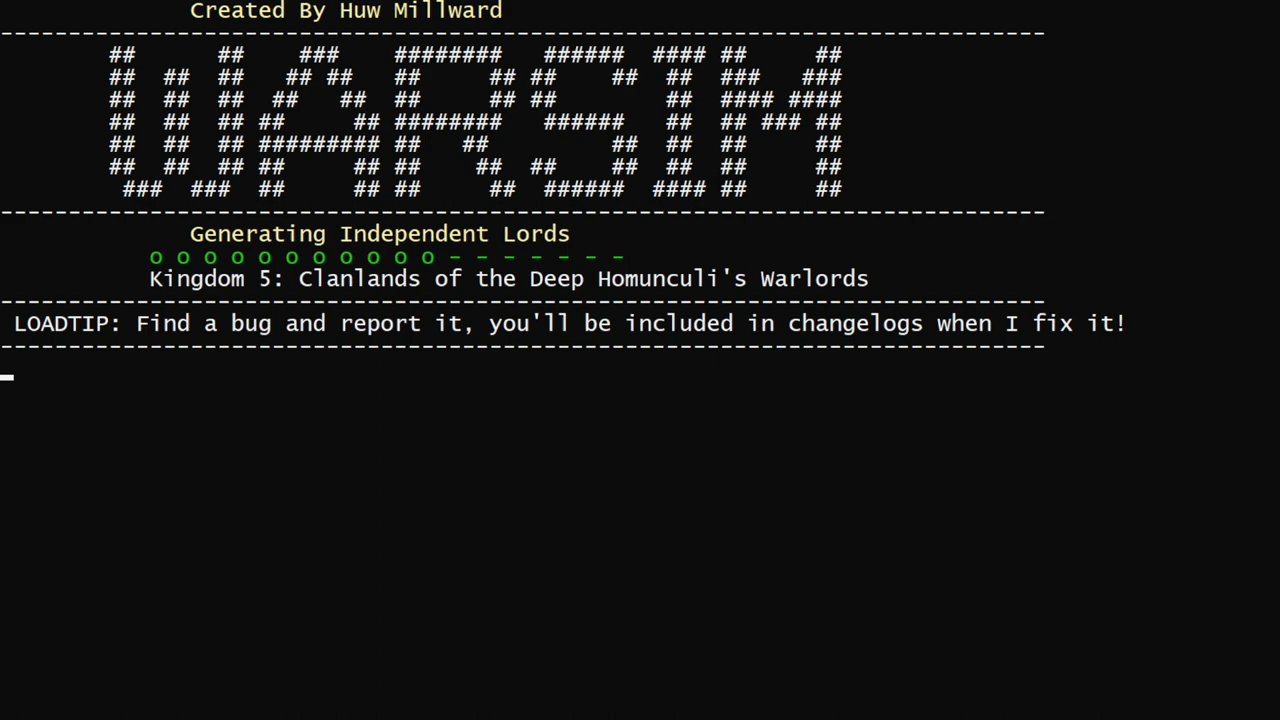 Created By Huw Millward
WARSIM
Generating Independent Lords
o o o o o o o o o o o - - - - - - -
Kingdom 5: Clanlands of the Deep Homunculi's Warlords
LOADTIP: Find a bug and report it, you'll be included in changelogs when I fix it!